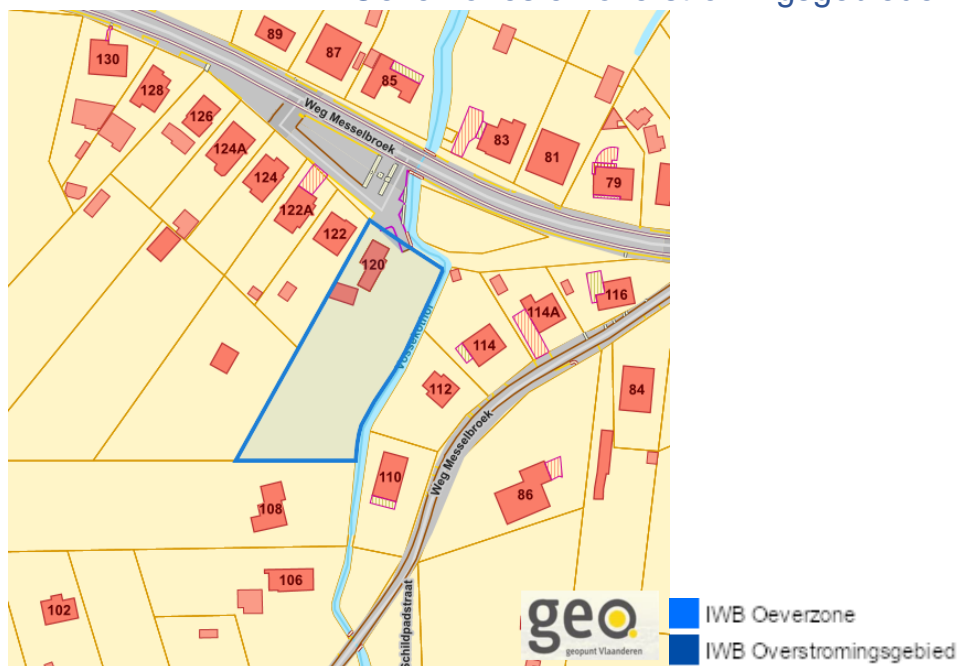 89
87
85
130
128
126
124A
124
122A
122
120
Weg Messelbroek
83
81
79
116
114A
114
112
84
110
Weg Messelbroek
86
108
106
102
Schildpadstraat
geo
geopunt Vlaanderen
IWB Oeverzone
IWB Overstromingsgebied